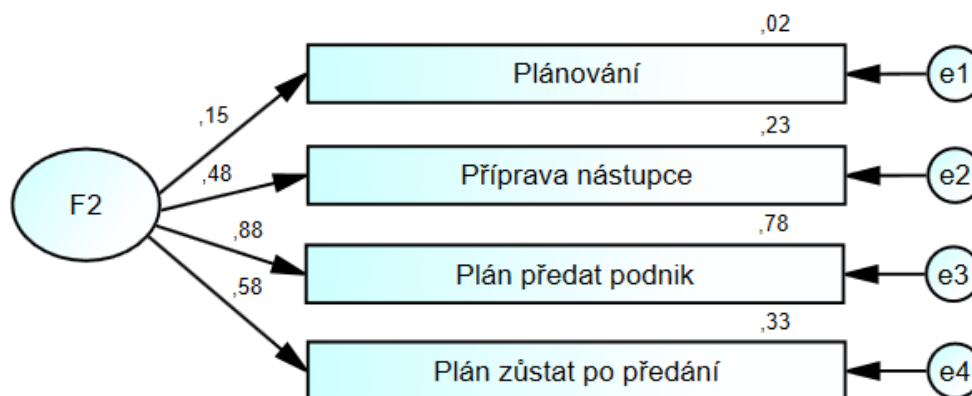 ,02
Plánování
e1
,15
,23
,48
Příprava nástupce
e2
F2
,88
,78
Plán předat podnik
e3
,58
,33
Plán zůstat po předání
e4